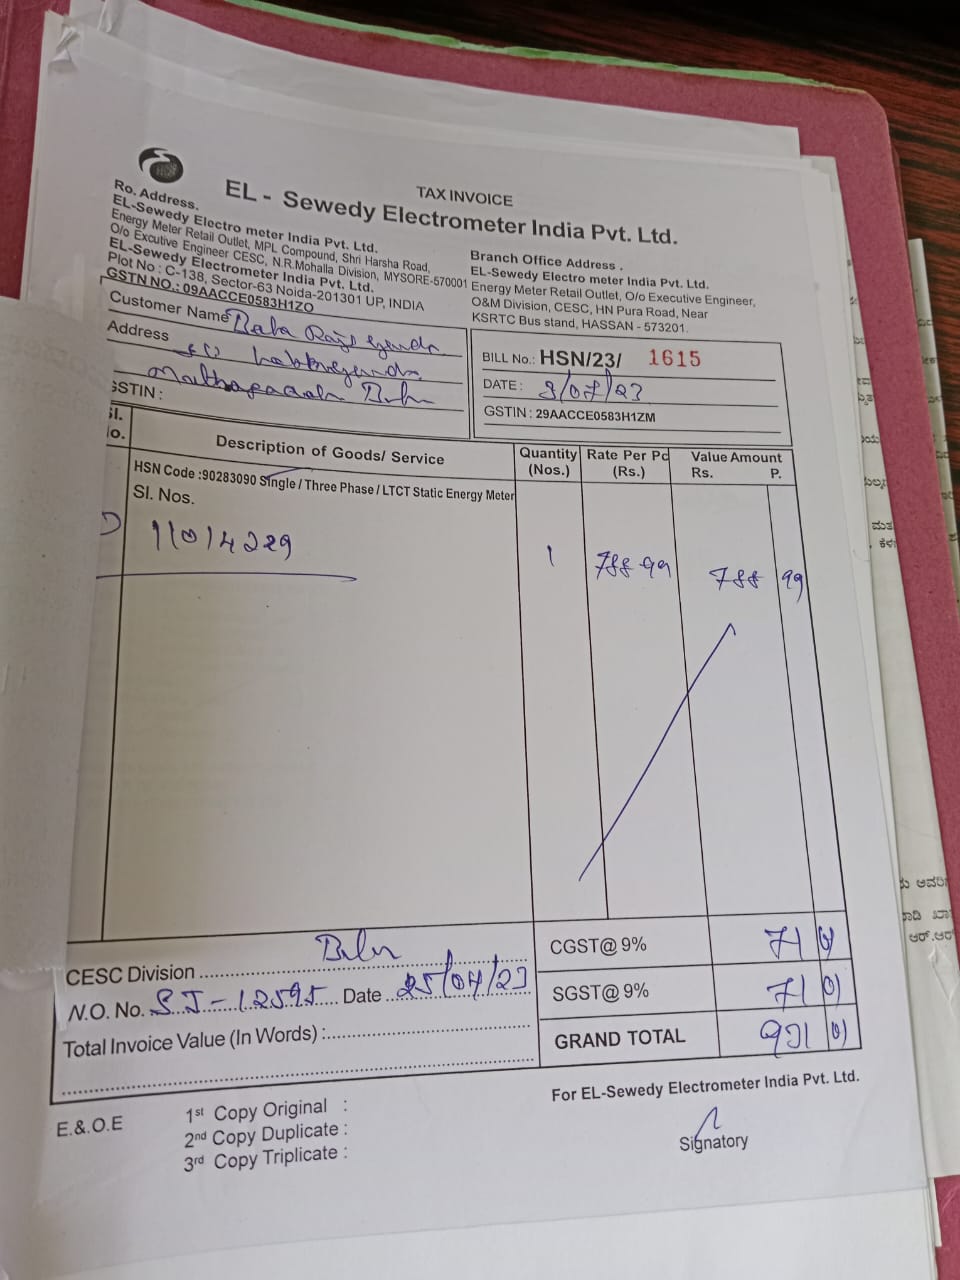 TAX INVOICE
EL - Sewedy Electrometer India Pvt. Ltd.
Ro. Address.
EL-Sewedy Electro meter India Pvt. Ltd.
Energy Meter Retail Outlet, MPL Compound, Shri Harsha Road,
O/o Excutive Engineer CESC, N.R.Mohalla Division, MYSORE-570001
EL-Sewedy Electrometer India Pvt. Ltd.
Plot No : C-138, Sector-63 Noida-201301 UP, INDIA
GSTN NO.: 09AACCE0583H1ZO
Branch Office Address .
EL-Sewedy Electro meter India Pvt. Ltd.
Energy Meter Retail Outlet, O/o Executive Engineer,
O&M Division, CESC, HN Pura Road, Near
KSRTC Bus stand, HASSAN - 573201.
Customer Name
Address
GSTIN :
BILL No.: HSN/23/ 1615
DATE : 3/07/23
GSTIN : 29AACCE0583H1ZM
Sl. No. Description of Goods/ Service Quantity (Nos.) Rate Per Pc (Rs.) Value Amount Rs. P.
HSN Code :90283090 Single / Three Phase / LTCT Static Energy Meter
Sl. Nos.
11014229 1 788 99 788 99
CGST@ 9% 71 01
SGST@ 9% 71 01
GRAND TOTAL 931 01
CESC Division
N.O. No. SJ-12595 Date 25/04/23
Total Invoice Value (In Words) :
For EL-Sewedy Electrometer India Pvt. Ltd.
Signatory
E.&.O.E
1st Copy Original :
2nd Copy Duplicate :
3rd Copy Triplicate :